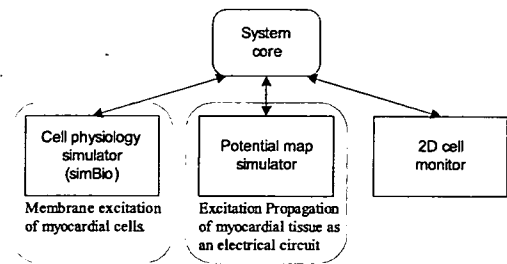 System
core
Cell physiology
simulator
(simBio)
Potential map
simulator
2D cell
monitor
Membrane excitation
of myocardial cells.
Excitation Propagation
of myocardial tissue as
an electrical circuit